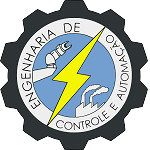 ENGENHARIA DE
CONTROLE E AUTOMAÇÃO